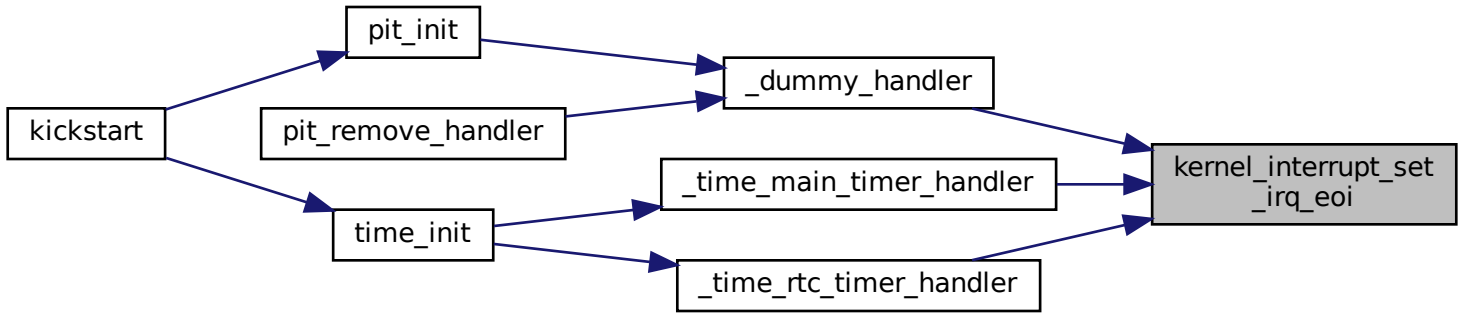 pit_init
_dummy_handler
kickstart
pit_remove_handler
kernel_interrupt_set
_irq_eoi
_time_main_timer_handler
time_init
_time_rtc_timer_handler